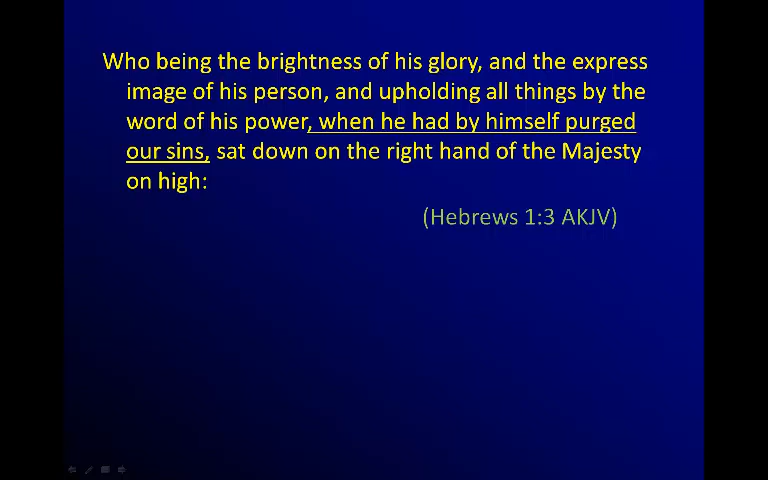 Who being the brightness of his glory, and the express
image of his person, and upholding all things by the
word of his power, when he had by himself purged
our sins, sat down on the right hand of the Majesty
on high:
(Hebrews 1:3 AKJV)